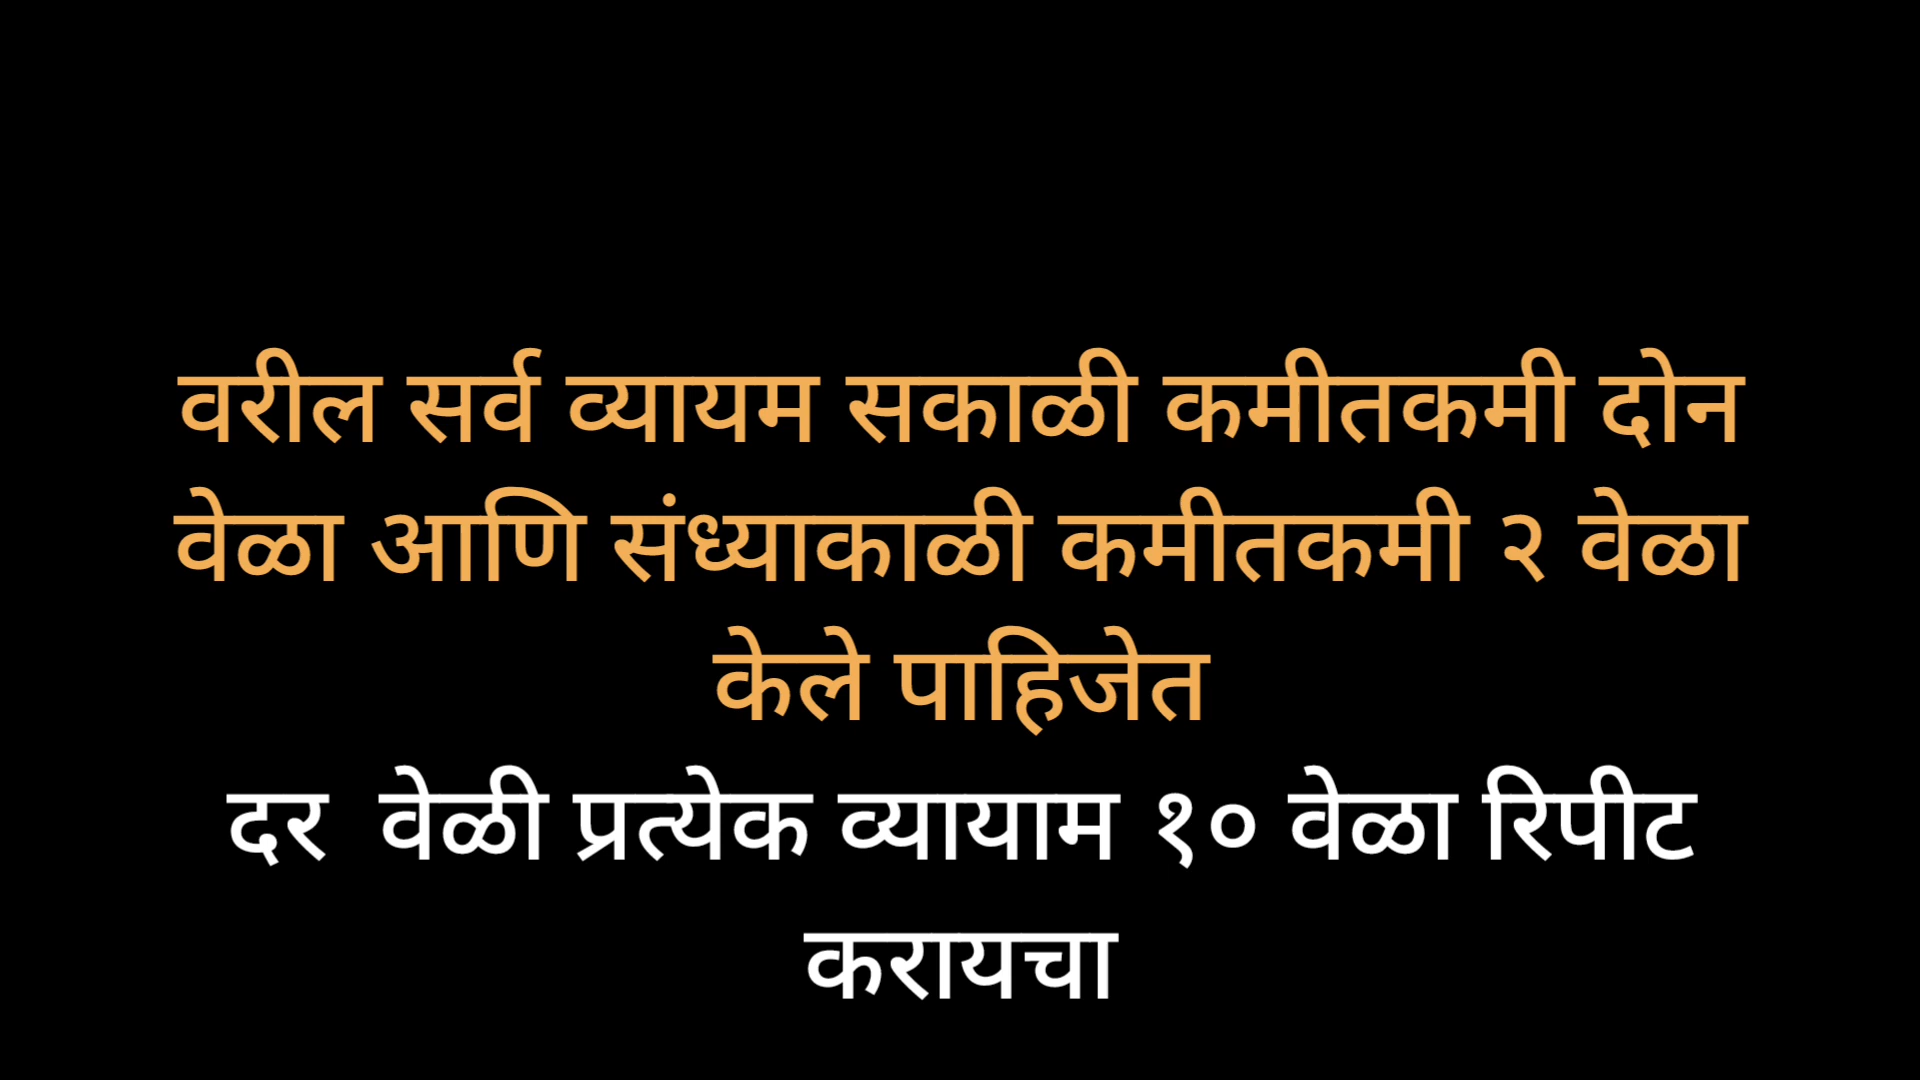 वरील सर्व व्यायम सकाळी कमीतकमी दोन
वेळा आणि संध्याकाळी कमीतकमी २ वेळा
केले पाहिजेत
दर  वेळी प्रत्येक व्यायाम १० वेळा रिपीट
करायचा